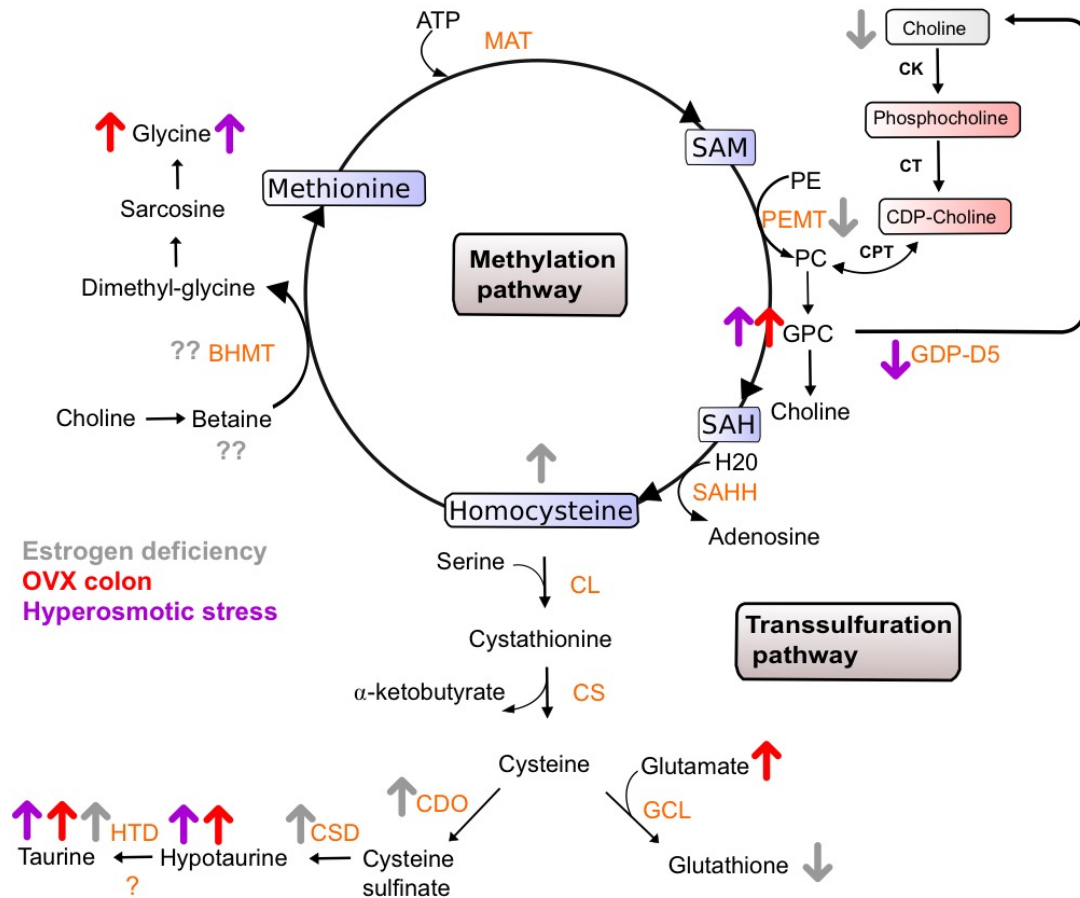 ATP
MAT
Choline
CK
Phosphocholine
CT
CDP-Choline
CPT
Glycine
Sarcosine
Dimethyl-glycine
?? BHMT
Choline
Betaine
??
Methionine
SAM
PE
PEMT
PC
GPC
GDP-D5
Choline
SAH
H20
SAHH
Adenosine
Methylation
pathway
Homocysteine
Estrogen deficiency
OVX colon
Hyperosmotic stress
Serine
CL
Cystathionine
α-ketobutyrate
CS
Transsulfuration
pathway
Cysteine
Glutamate
GCL
Glutathione
CDO
CSD
HTD
Taurine
?
Hypotaurine
Cysteine
sulfinate